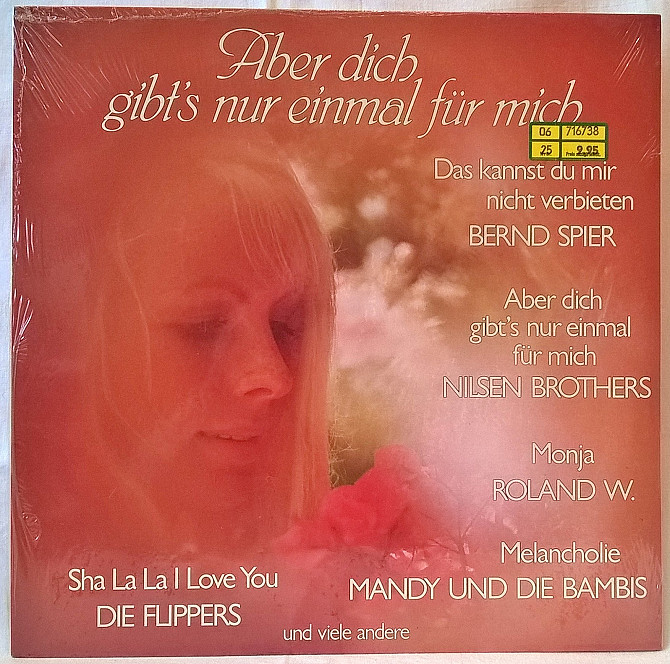 Aber dich
gibt's nur einmal für mich
06 716738
25 9.95
Das kannst du mir
nicht verbieten
BERND SPIER
Aber dich
gibt's nur einmal
für mich
NILSEN BROTHERS
Monja
ROLAND W.
Melancholie
MANDY UND DIE BAMBIS
Sha La La I Love You
DIE FLIPPERS
und viele andere